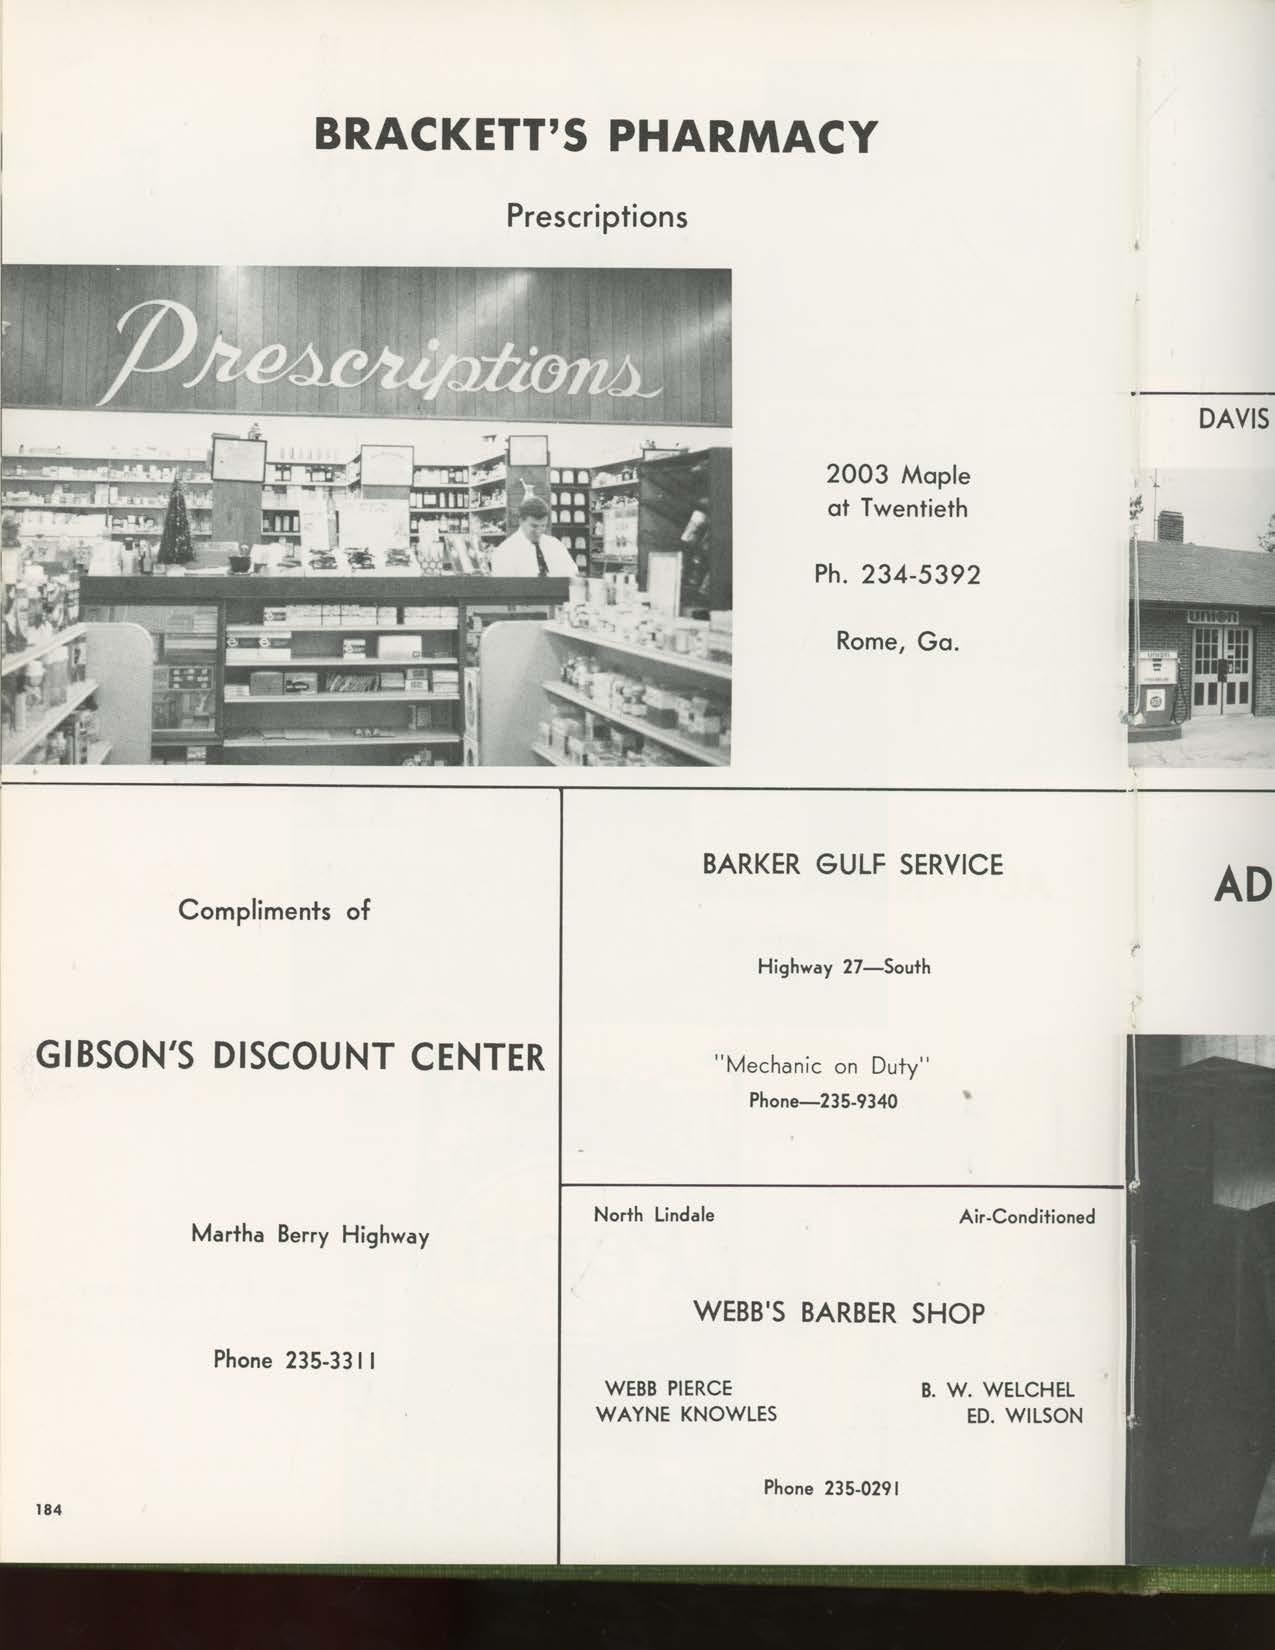 BRACKETT'S PHARMACY
Prescriptions
Prescriptions
2003 Maple
at Twentieth
Ph. 234-5392
Rome, Ga.
Compliments of
GIBSON'S DISCOUNT CENTER
Martha Berry Highway
Phone 235-3311
BARKER GULF SERVICE
Highway 27—South
"Mechanic on Duty"
Phone—235-9340
North Lindale Air-Conditioned
WEBB'S BARBER SHOP
WEBB PIERCE B. W. WELCHEL
WAYNE KNOWLES ED. WILSON
Phone 235-0291
184
DAVIS
union
union
AD